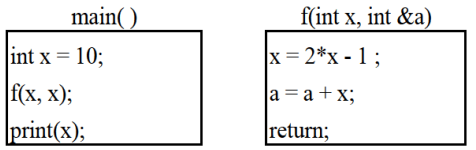 main( )
int x = 10;
f(x, x);
print(x);
f(int x, int &a)
x = 2*x - 1 ;
a = a + x;
return;